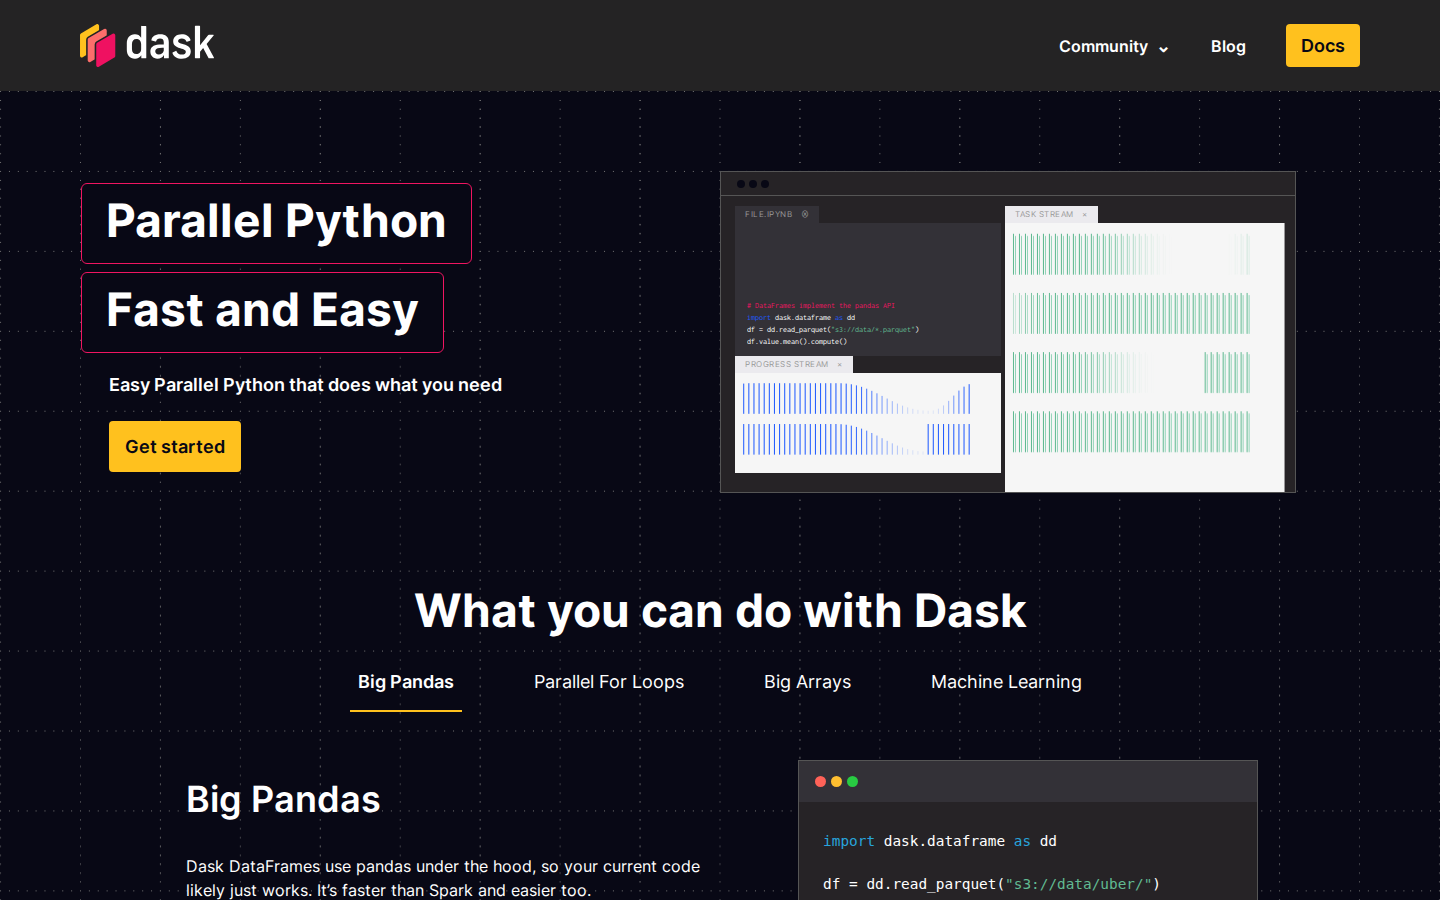 dask
Community
Blog
Docs
Parallel Python
Fast and Easy
Easy Parallel Python that does what you need
Get started
FILE.IPYNB
# DataFrames implement the pandas API
import dask.dataframe as dd
df = dd.read_parquet("s3://data/*.parquet")
df.value.mean().compute()
PROGRESS STREAM
TASK STREAM
What you can do with Dask
Big Pandas
Parallel For Loops
Big Arrays
Machine Learning
Big Pandas
Dask DataFrames use pandas under the hood, so your current code
likely just works. It’s faster than Spark and easier too.
import dask.dataframe as dd
df = dd.read_parquet("s3://data/uber/")